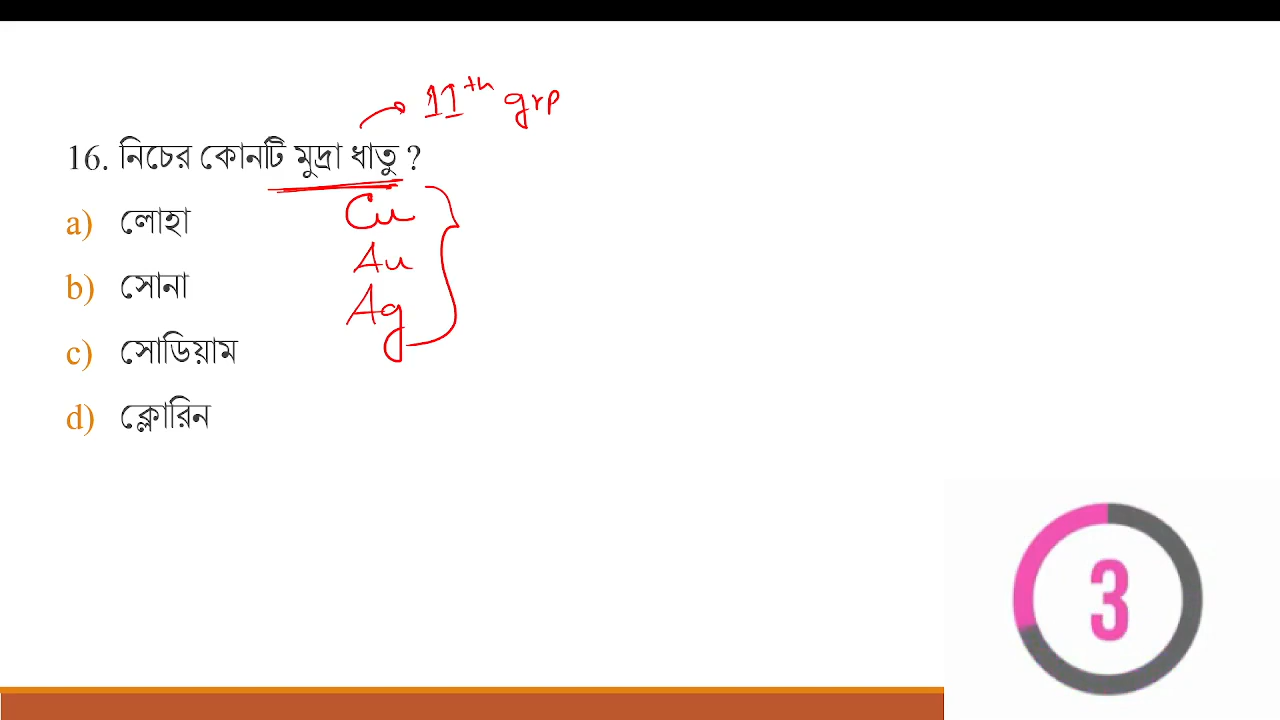 11th grp
16. নিচের কোনটি মুদ্রা ধাতু ?
Cu
a) লোহা
Au
b) সোনা
Ag
c) সোডিয়াম
d) ক্লোরিন
3